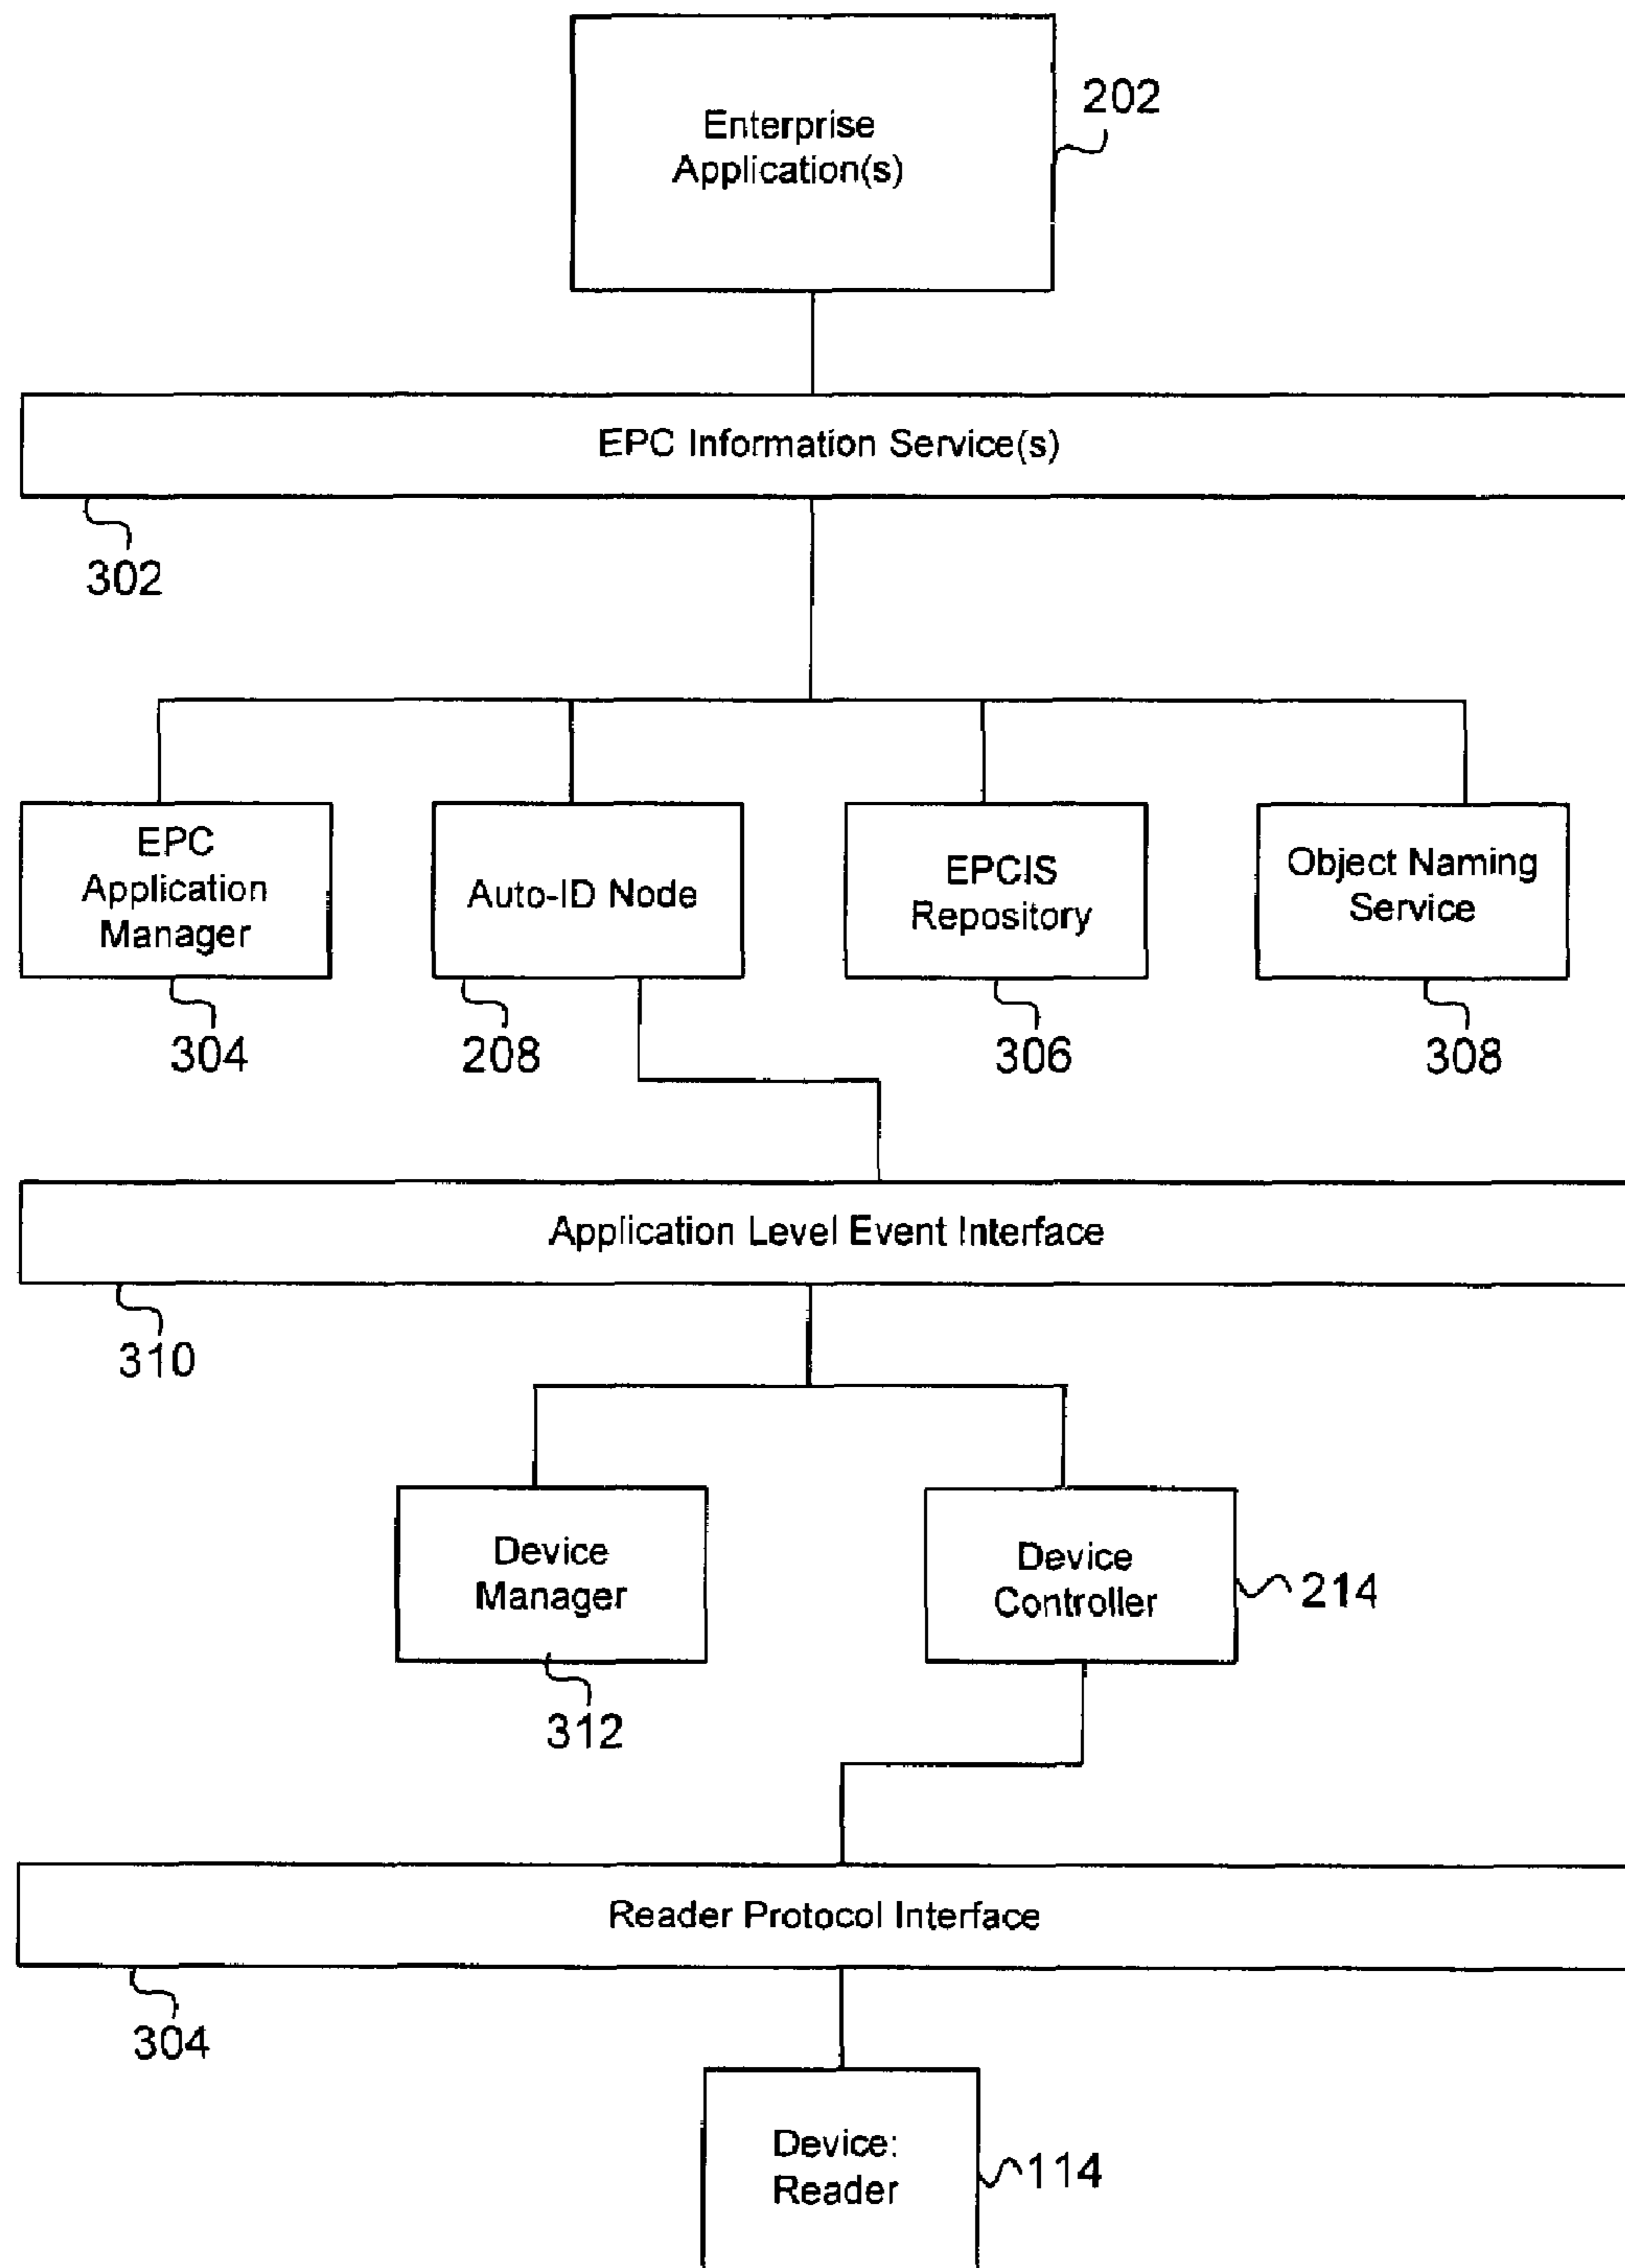 Enterprise
Application(s)
202
EPC Information Service(s)
302
EPC
Application
Manager
Auto-ID Node
EPCIS
Repository
Object Naming
Service
304
208
306
308
Application Level Event Interface
310
Device
Manager
Device
Controller
214
312
Reader Protocol Interface
304
Device:
Reader
114